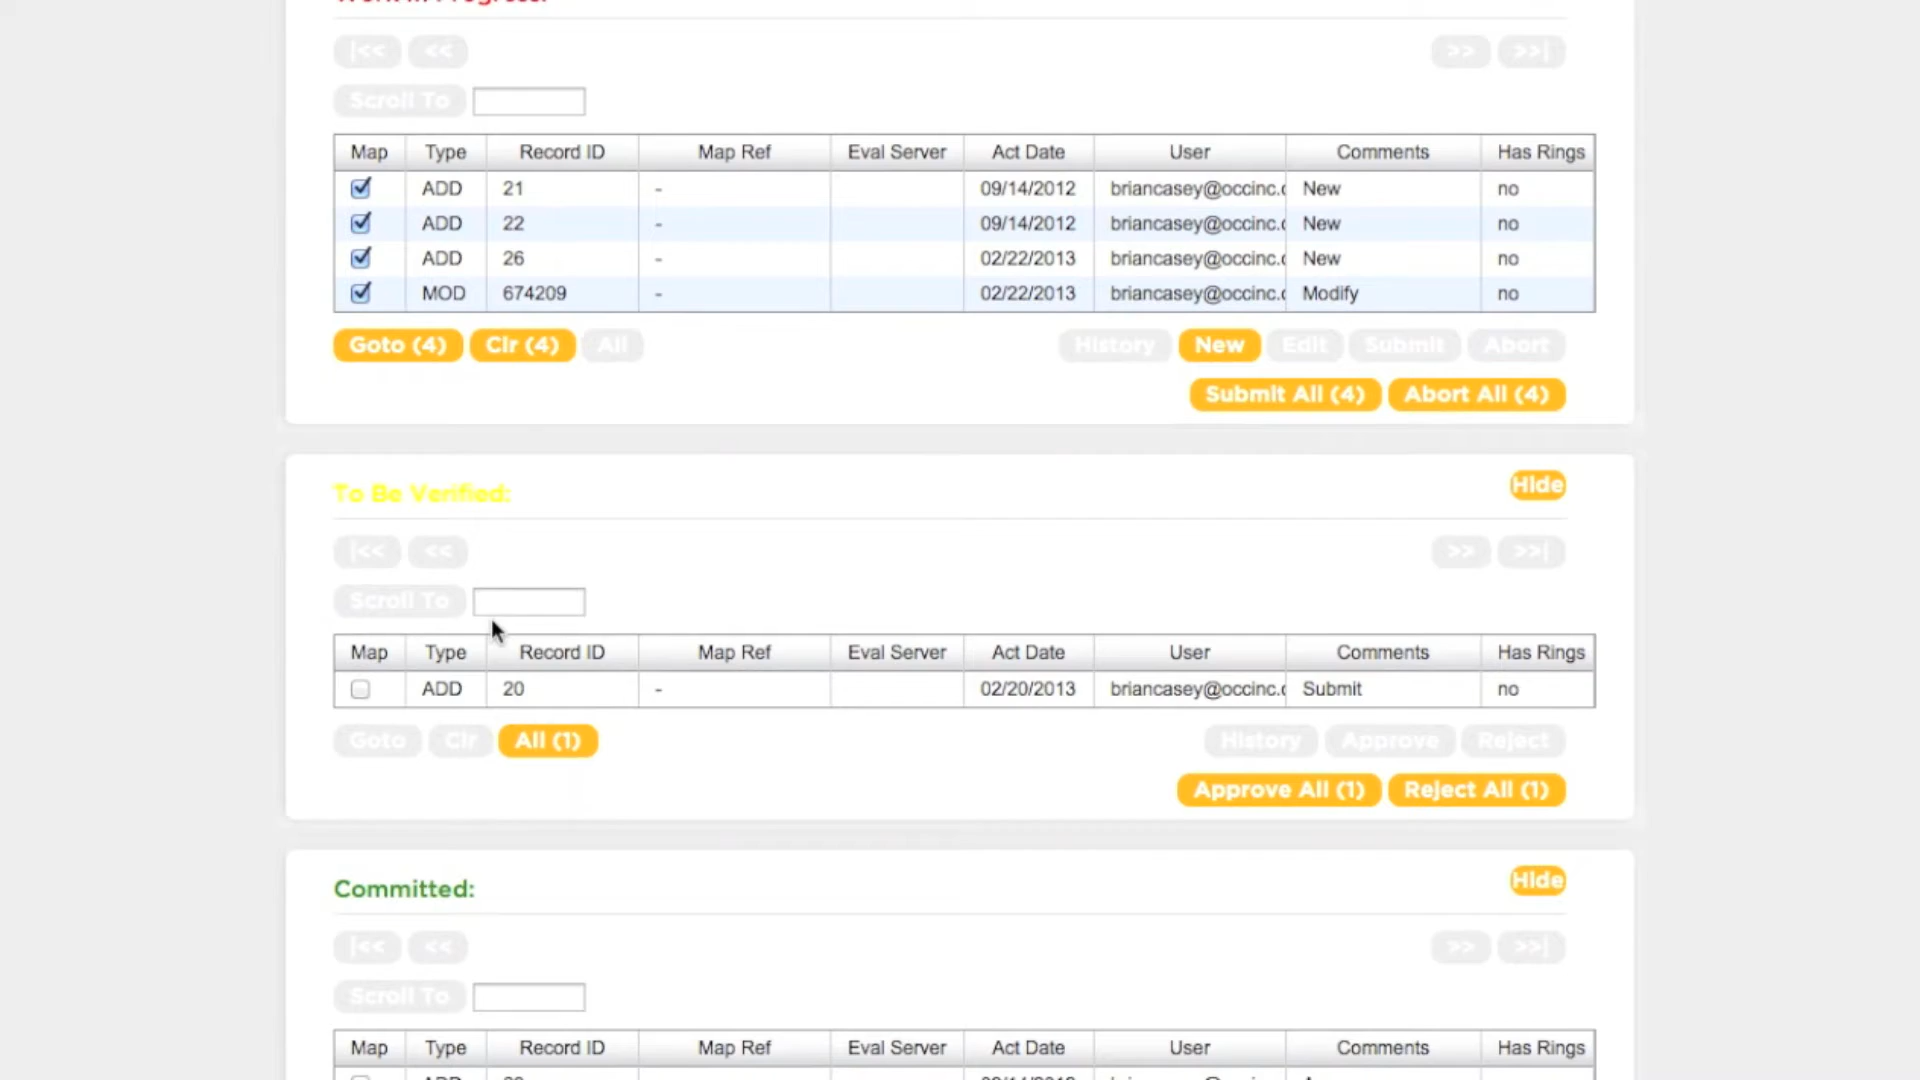 Work In Progress:
|<< << >> >>|
Scroll To
Map Type Record ID Map Ref Eval Server Act Date User Comments Has Rings
ADD 21 - 09/14/2012 briancasey@occinc. New no
ADD 22 - 09/14/2012 briancasey@occinc. New no
ADD 26 - 02/22/2013 briancasey@occinc. New no
MOD 674209 - 02/22/2013 briancasey@occinc. Modify no
Goto (4) Clr (4) All History New Edit Submit Abort
Submit All (4) Abort All (4)
To Be Verified: Hide
|<< << >> >>|
Scroll To
Map Type Record ID Map Ref Eval Server Act Date User Comments Has Rings
ADD 20 - 02/20/2013 briancasey@occinc. Submit no
Goto Clr All (1) History Approve Reject
Approve All (1) Reject All (1)
Committed: Hide
|<< << >> >>|
Scroll To
Map Type Record ID Map Ref Eval Server Act Date User Comments Has Rings